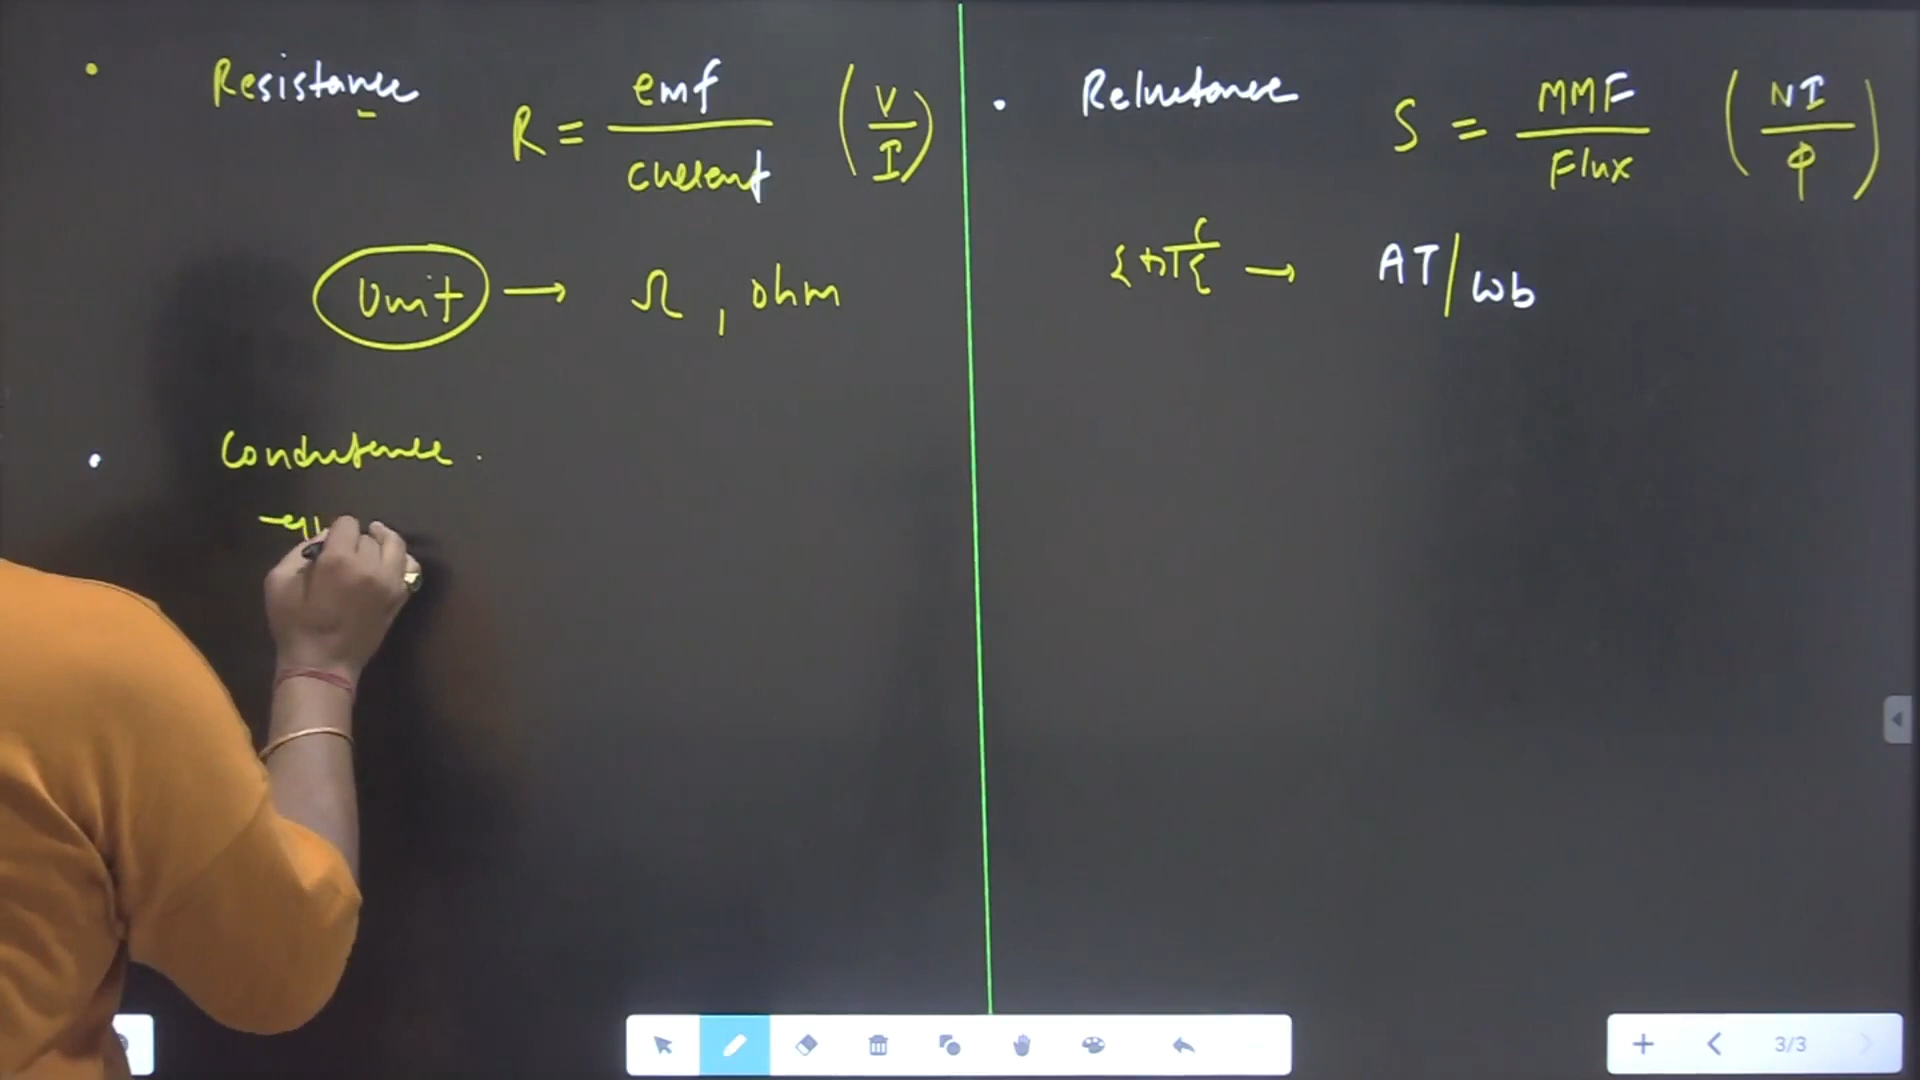 • Resistance R = emf / current (V/I)
Unit → Ω, ohm
• Conductance.
• Reluctance S = MMF / Flux (NI/φ)
→ AT/wb
3/3